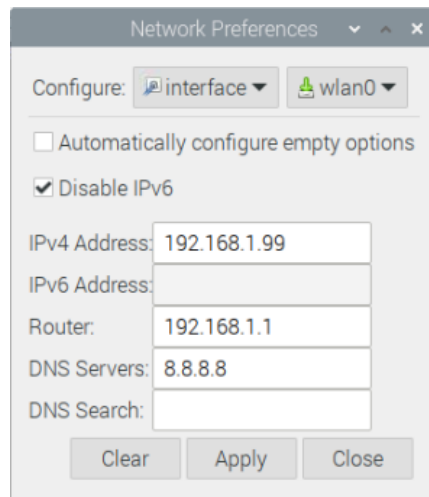 Network Preferences
Configure: interface wlan0
Automatically configure empty options
Disable IPv6
IPv4 Address: 192.168.1.99
IPv6 Address:
Router: 192.168.1.1
DNS Servers: 8.8.8.8
DNS Search:
Clear Apply Close